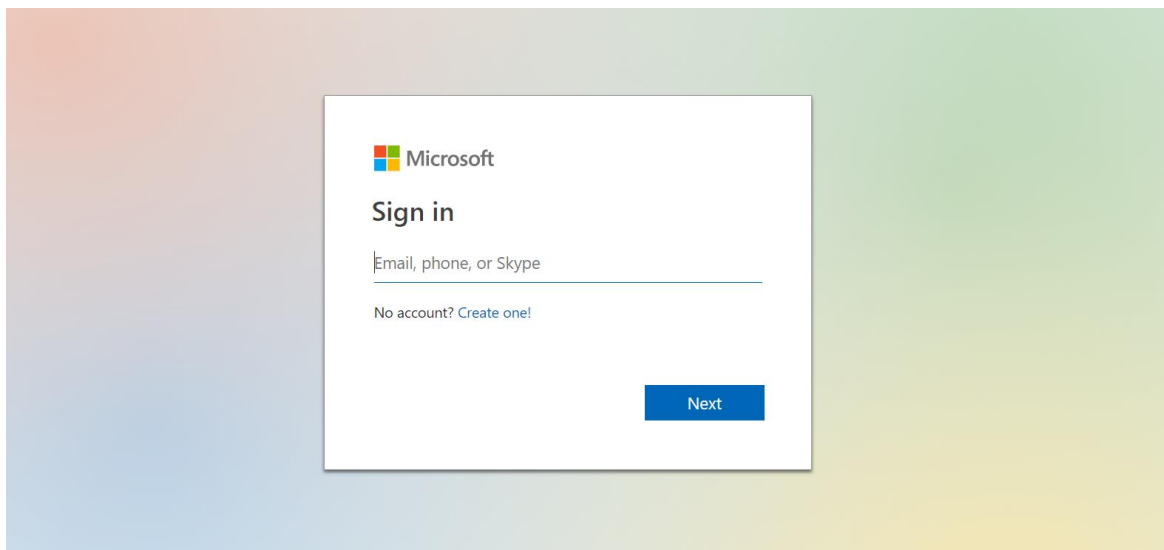 Microsoft
Sign in
Email, phone, or Skype
No account? Create one!
Next